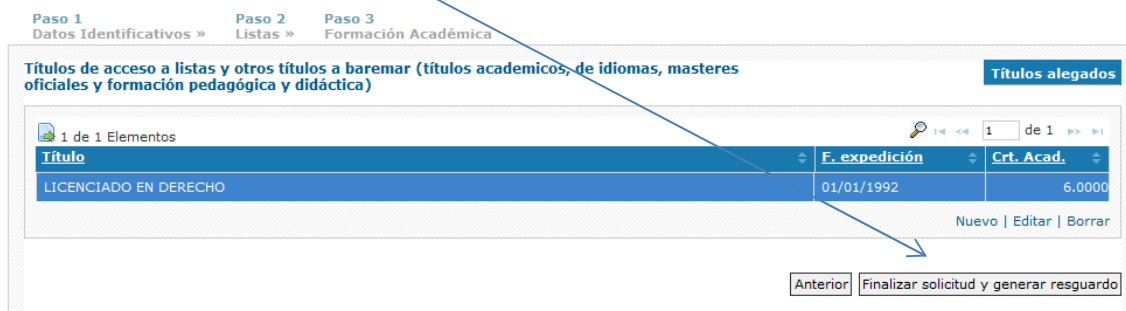 Paso 1 Paso 2 Paso 3
Datos Identificativos » Listas » Formación Académica
Títulos de acceso a listas y otros títulos a baremar (títulos academicos, de idiomas, masteres
oficiales y formación pedagógica y didáctica)
Títulos alegados
1 de 1 Elementos
1 de 1
Título F. expedición Crt. Acad.
LICENCIADO EN DERECHO 01/01/1992 6.0000
Nuevo | Editar | Borrar
Anterior Finalizar solicitud y generar resguardo